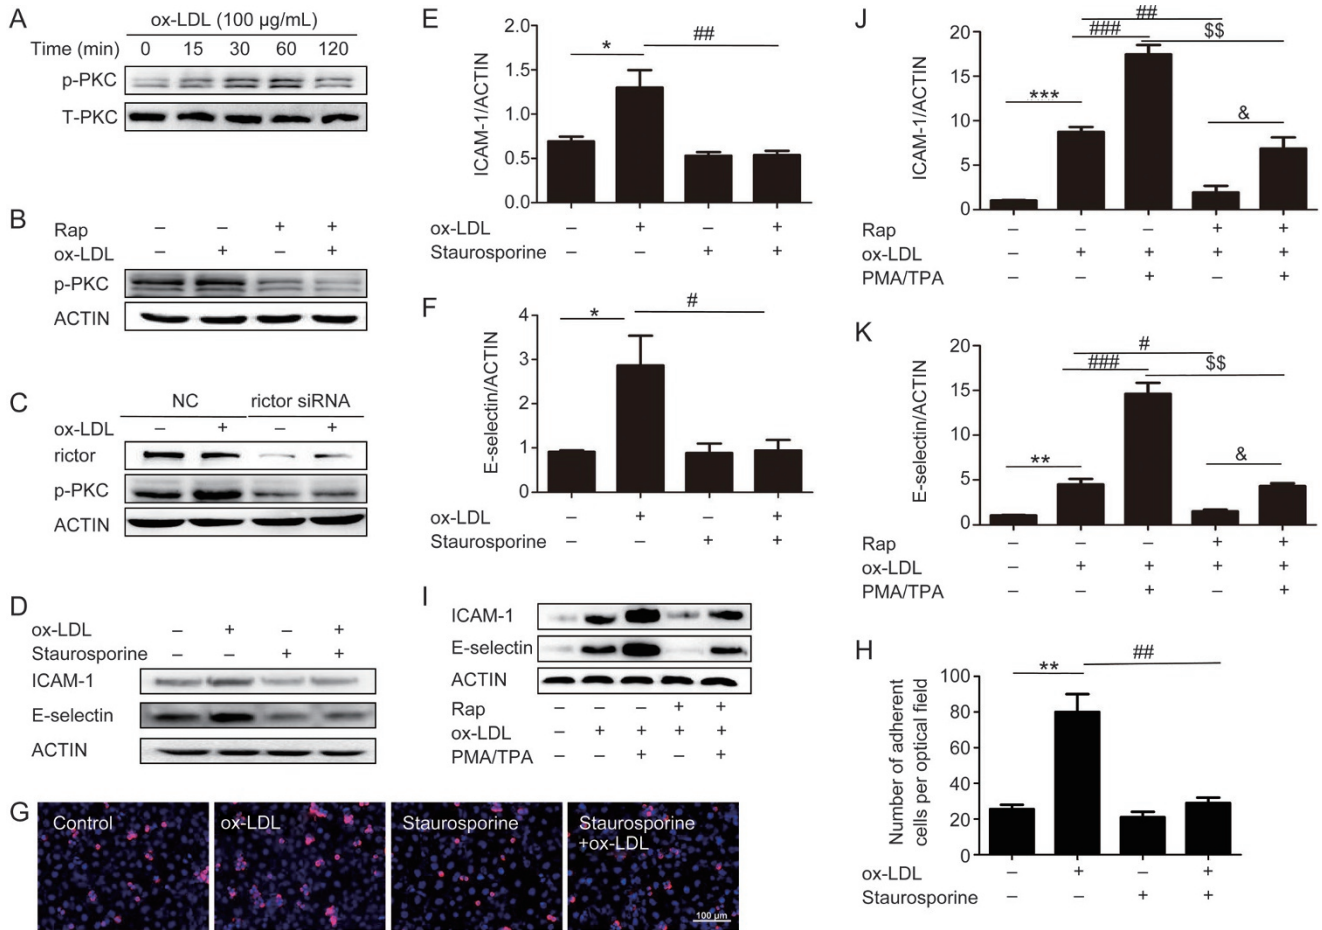 A
ox-LDL (100 μg/mL)
Time (min) 0 15 30 60 120
p-PKC
T-PKC
B
Rap – – + +
ox-LDL – + – +
p-PKC
ACTIN
C
NC rictor siRNA
ox-LDL – + – +
rictor
p-PKC
ACTIN
D
ox-LDL – + – +
Staurosporine – – + +
ICAM-1
E-selectin
ACTIN
E
ICAM-1/ACTIN
2.0
1.5
1.0
0.5
0.0
* ##
ox-LDL – + – +
Staurosporine – – + +
F
E-selectin/ACTIN
4
3
2
1
0
* #
ox-LDL – + – +
Staurosporine – – + +
G
Control
ox-LDL
Staurosporine
Staurosporine
+ox-LDL
100 μm
I
ICAM-1
E-selectin
ACTIN
Rap – – – + +
ox-LDL – + + + +
PMA/TPA – – + – +
J
ICAM-1/ACTIN
20
15
10
5
0
##
### $$
*** &
Rap – – – + +
ox-LDL – + + + +
PMA/TPA – – + – +
K
E-selectin/ACTIN
20
15
10
5
0
#
### $$
** &
Rap – – – + +
ox-LDL – + + + +
PMA/TPA – – + – +
H
Number of adherent
cells per optical field
100
80
60
40
20
0
** ##
ox-LDL – + – +
Staurosporine – – + +